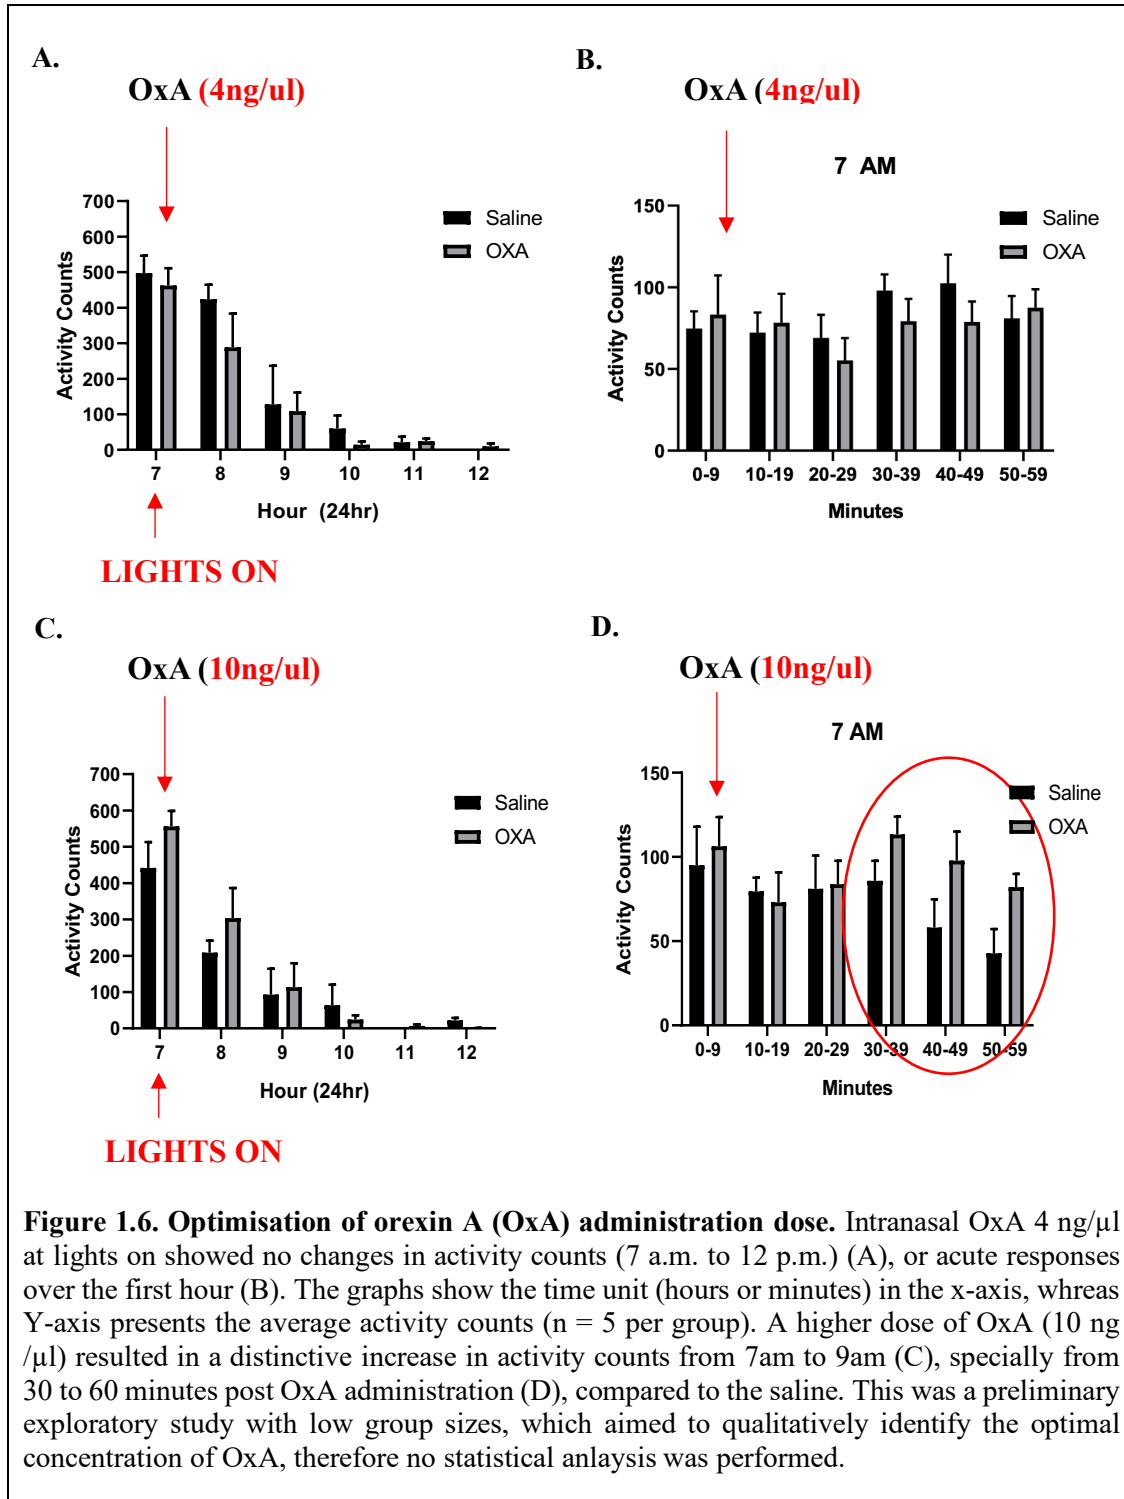 A.
OxA (4ng/ul)
700
600
500
400
300
200
100
0
Activity Counts
Saline
OXA
7 8 9 10 11 12
Hour (24hr)
LIGHTS ON
B.
OxA (4ng/ul)
7 AM
150
100
50
0
Activity Counts
Saline
OXA
0-9 10-19 20-29 30-39 40-49 50-59
Minutes
C.
OxA (10ng/ul)
700
600
500
400
300
200
100
0
Activity Counts
Saline
OXA
7 8 9 10 11 12
Hour (24hr)
LIGHTS ON
D.
OxA (10ng/ul)
7 AM
150
100
50
0
Activity Counts
Saline
OXA
0-9 10-19 20-29 30-39 40-49 50-59
Minutes
Figure 1.6. Optimisation of orexin A (OxA) administration dose. Intranasal OxA 4 ng/µl
at lights on showed no changes in activity counts (7 a.m. to 12 p.m.) (A), or acute responses
over the first hour (B). The graphs show the time unit (hours or minutes) in the x-axis, whereas
Y-axis presents the average activity counts (n = 5 per group). A higher dose of OxA (10 ng
/µl) resulted in a distinctive increase in activity counts from 7am to 9am (C), specially from
30 to 60 minutes post OxA administration (D), compared to the saline. This was a preliminary
exploratory study with low group sizes, which aimed to qualitatively identify the optimal
concentration of OxA, therefore no statistical anlaysis was performed.